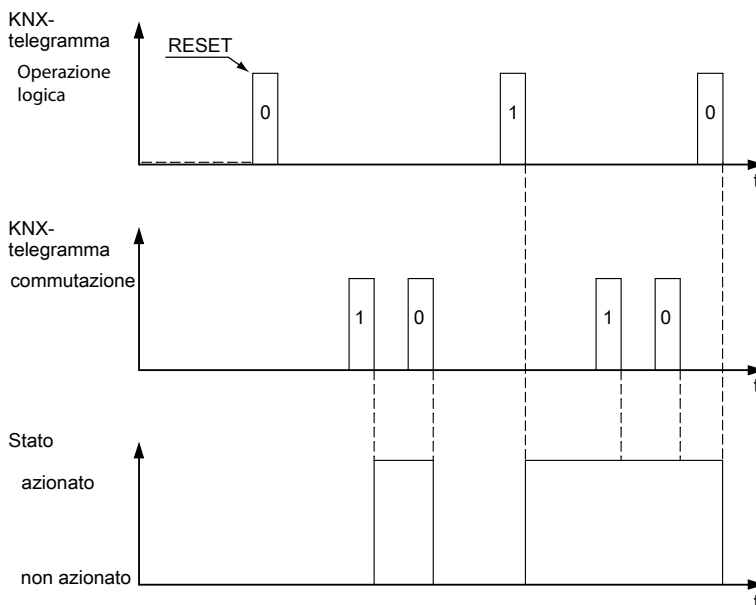 KNX-
telegramma
RESET
Operazione
logica
0
1
0
t
KNX-
telegramma
commutazione
1
0
1
0
t
Stato
azionato
non azionato
t